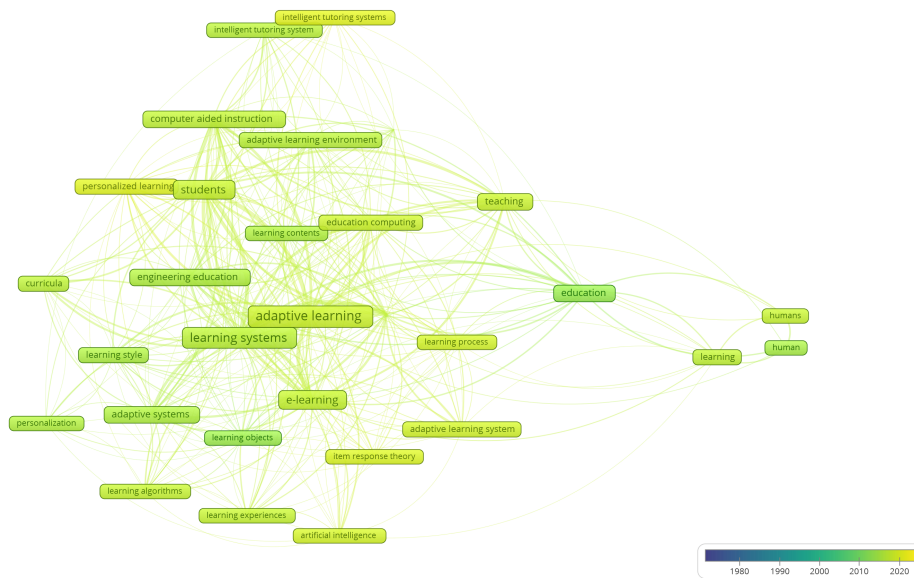 intelligent tutoring systems
intelligent tutoring system
computer aided instruction
adaptive learning environment
personalized learning
students
teaching
education computing
learning contents
engineering education
curricula
education
adaptive learning
humans
learning systems
learning process
human
learning style
learning
e-learning
adaptive systems
personalization
adaptive learning system
learning objects
item response theory
learning algorithms
learning experiences
artificial intelligence
1980 1990 2000 2010 2020